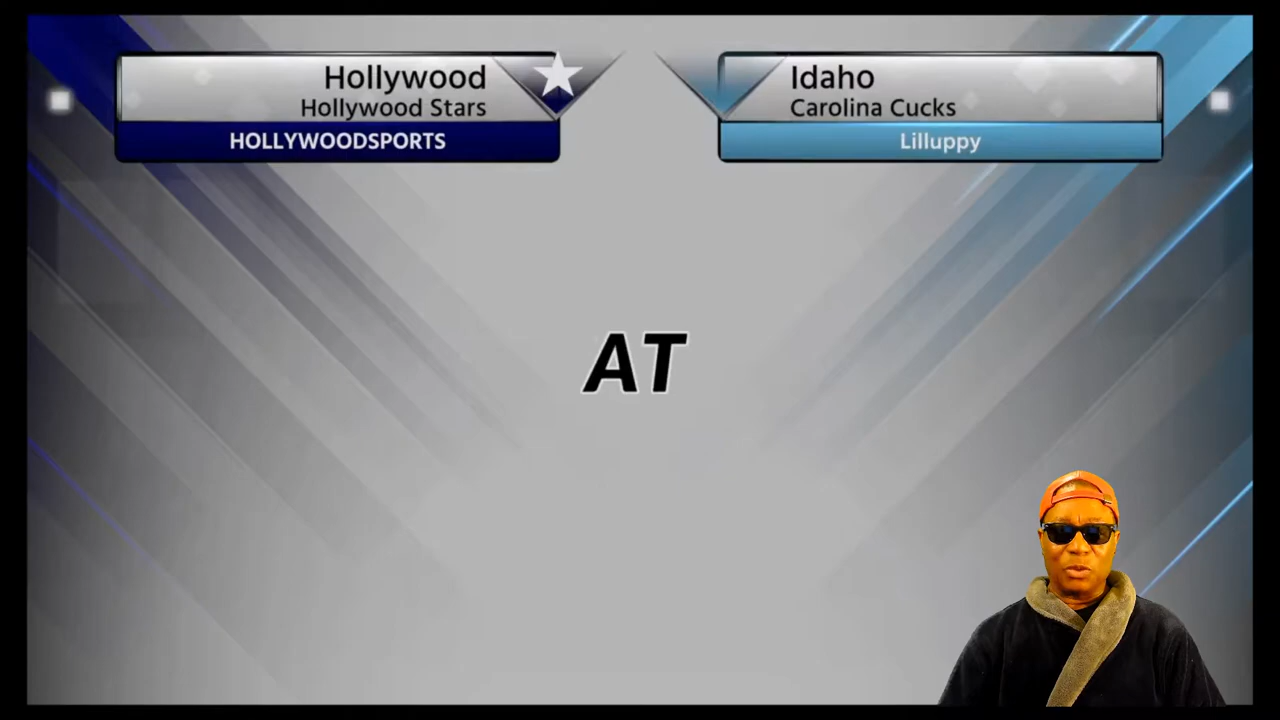 Hollywood
Hollywood Stars
HOLLYWOODSPORTS
Idaho
Carolina Cucks
Lilluppy
AT